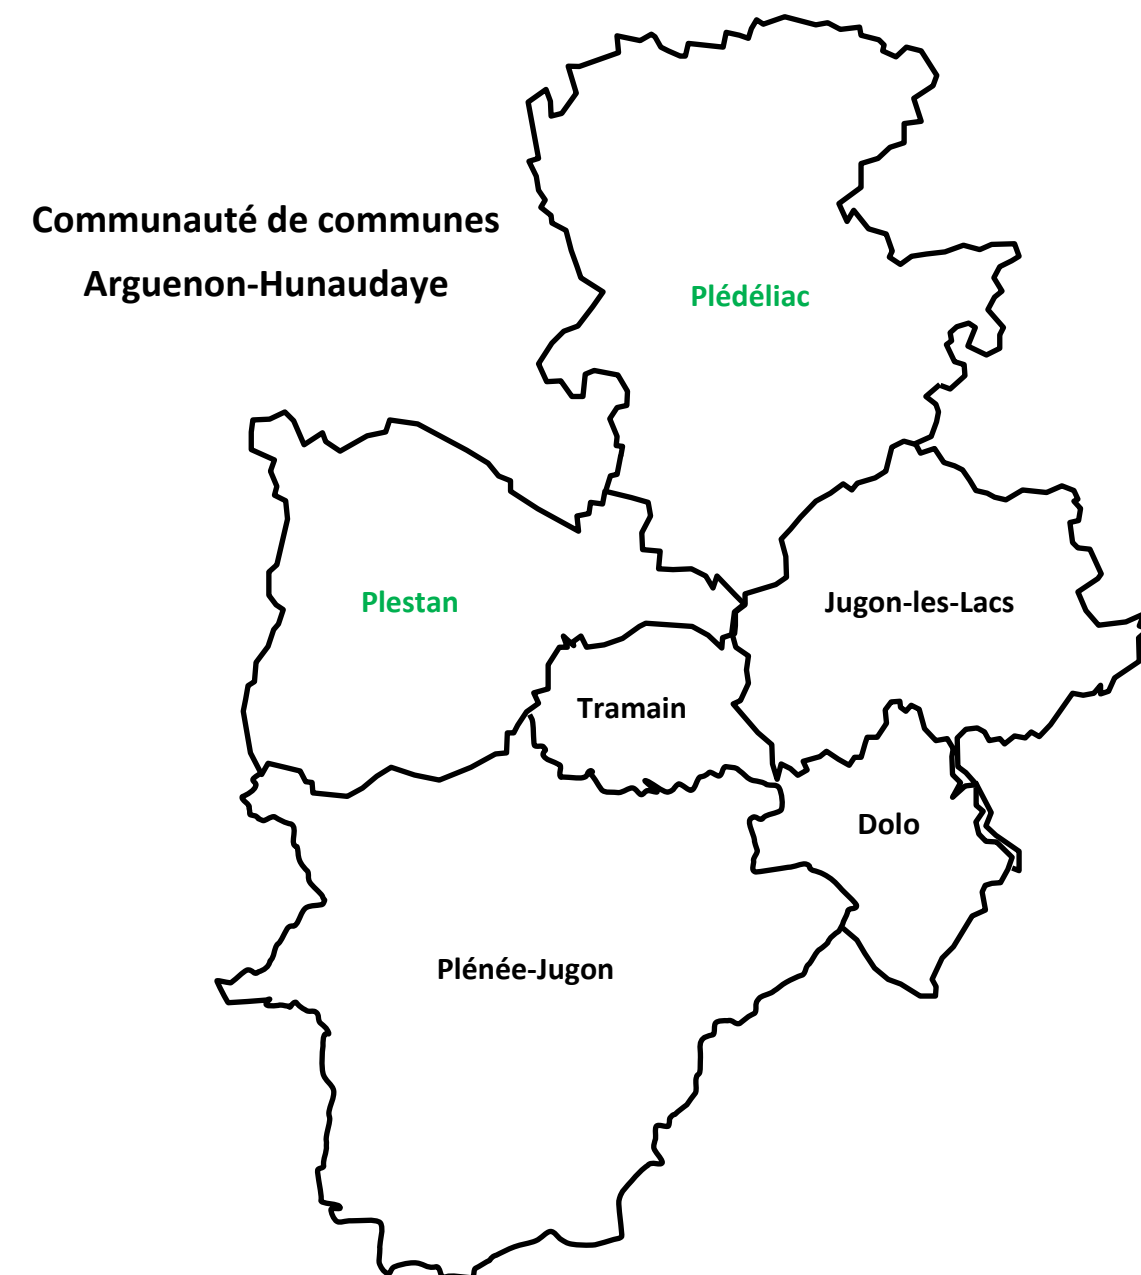 Communauté de communes
Arguenon-Hunaudaye
Plédéliac
Plestan
Jugon-les-Lacs
Tramain
Dolo
Plénée-Jugon